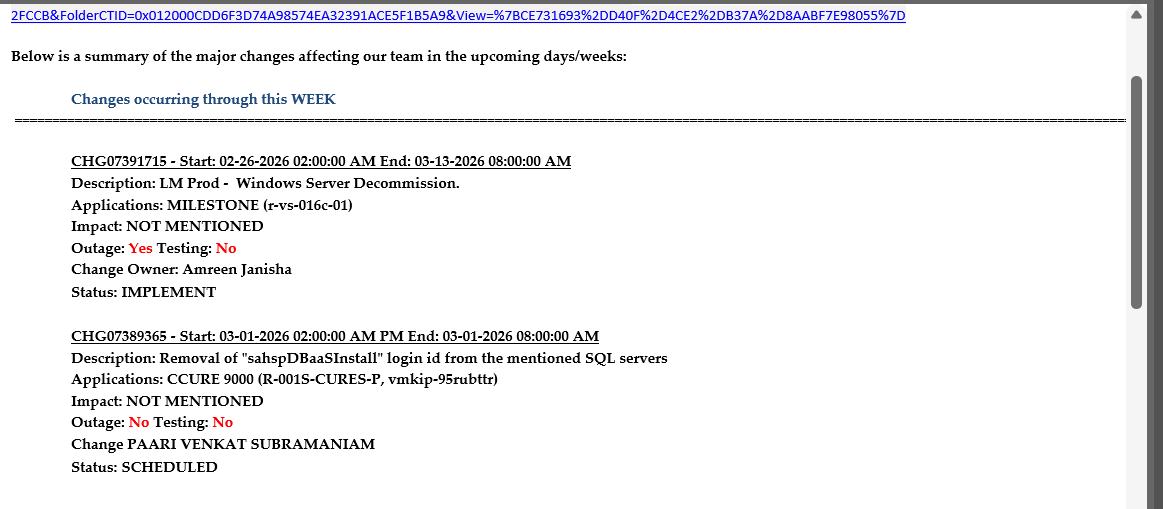 2FCCB&FolderCTID=0x012000CDD6F3D74A98574EA32391ACE5F1B5A9&View=%7BCE731693%2DD40F%2D4CE2%2DB37A%2D8AABF7E98055%7D
Below is a summary of the major changes affecting our team in the upcoming days/weeks:
Changes occurring through this WEEK
================================================================================================================================================
CHG07391715 - Start: 02-26-2026 02:00:00 AM End: 03-13-2026 08:00:00 AM
Description: LM Prod -  Windows Server Decommission.
Applications: MILESTONE (r-vs-016c-01)
Impact: NOT MENTIONED
Outage: Yes Testing: No
Change Owner: Amreen Janisha
Status: IMPLEMENT
CHG07389365 - Start: 03-01-2026 02:00:00 AM PM End: 03-01-2026 08:00:00 AM
Description: Removal of "sahspDBaaSInstall" login id from the mentioned SQL servers
Applications: CCURE 9000 (R-001S-CURES-P, vmkip-95rubttr)
Impact: NOT MENTIONED
Outage: No Testing: No
Change PAARI VENKAT SUBRAMANIAM
Status: SCHEDULED